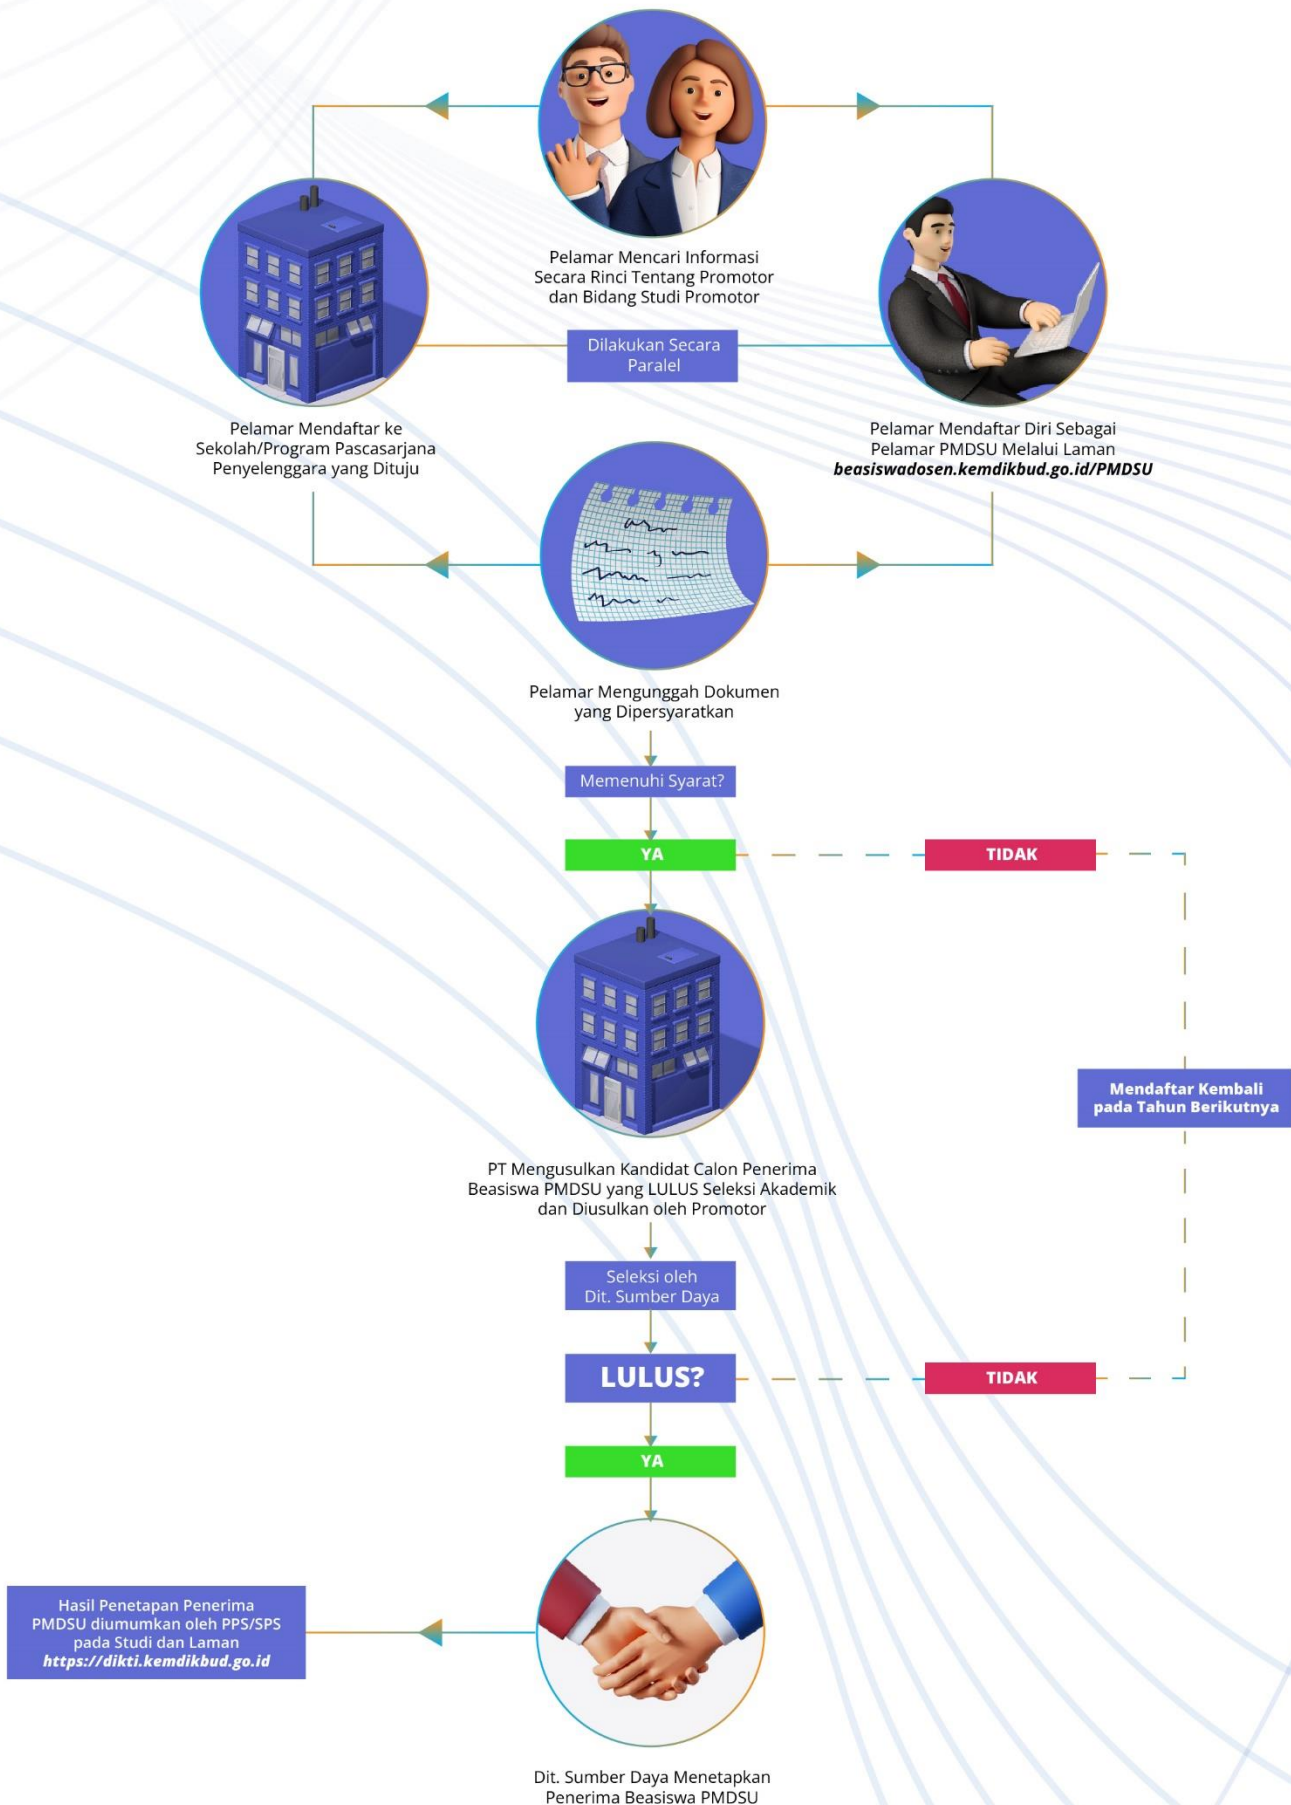 Pelamar Mencari Informasi
Secara Rinci Tentang Promotor
dan Bidang Studi Promotor
Dilakukan Secara
Paralel
Pelamar Mendaftar ke
Sekolah/Program Pascasarjana
Penyelenggara yang Dituju
Pelamar Mendaftar Diri Sebagai
Pelamar PMDSU Melalui Laman
beasiswadosen.kemdikbud.go.id/PMDSU
Pelamar Mengunggah Dokumen
yang Dipersyaratkan
Memenuhi Syarat?
YA
TIDAK
Mendaftar Kembali
pada Tahun Berikutnya
PT Mengusulkan Kandidat Calon Penerima
Beasiswa PMDSU yang LULUS Seleksi Akademik
dan Diusulkan oleh Promotor
Seleksi oleh
Dit. Sumber Daya
LULUS?
TIDAK
YA
Hasil Penetapan Penerima
PMDSU diumumkan oleh PPS/SPS
pada Studi dan Laman
https://dikti.kemdikbud.go.id
Dit. Sumber Daya Menetapkan
Penerima Beasiswa PMDSU